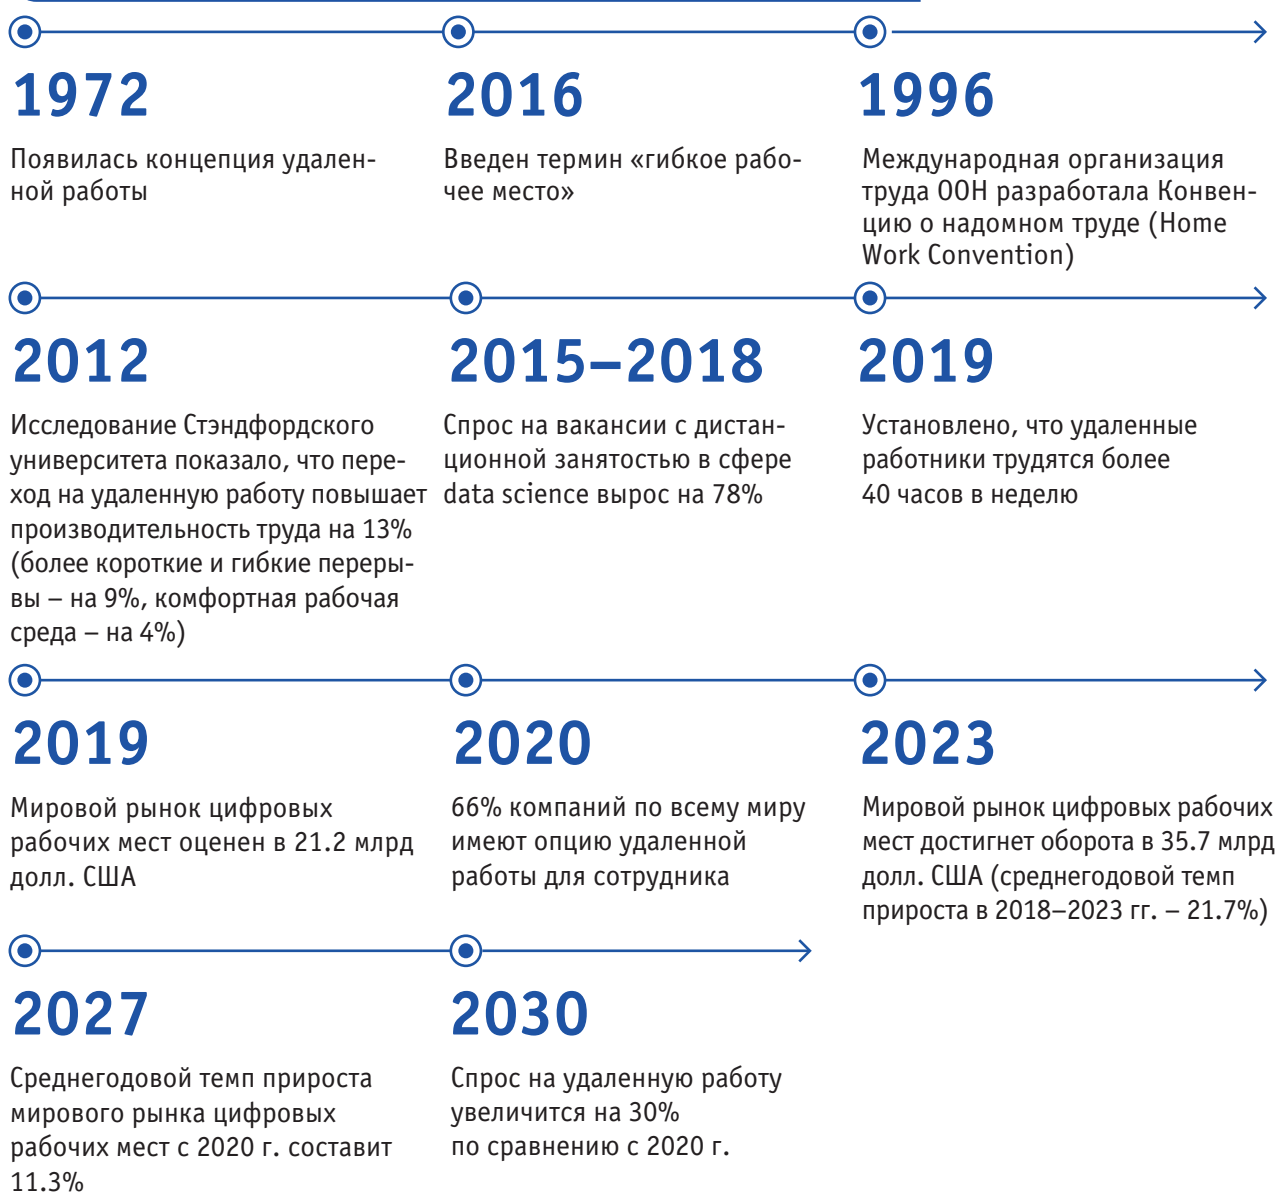 1972
Появилась концепция удален-
ной работы
2016
Введен термин «гибкое рабо-
чее место»
1996
Международная организация
труда ООН разработала Конвен-
цию о надомном труде (Home
Work Convention)
2012
Исследование Стэндфордского
университета показало, что пере-
ход на удаленную работу повышает
производительность труда на 13%
(более короткие и гибкие переры-
вы – на 9%, комфортная рабочая
среда – на 4%)
2015–2018
Спрос на вакансии с дистан-
ционной занятостью в сфере
data science вырос на 78%
2019
Установлено, что удаленные
работники трудятся более
40 часов в неделю
2019
Мировой рынок цифровых
рабочих мест оценен в 21.2 млрд
долл. США
2020
66% компаний по всему миру
имеют опцию удаленной
работы для сотрудника
2023
Мировой рынок цифровых рабочих
мест достигнет оборота в 35.7 млрд
долл. США (среднегодовой темп
прироста в 2018–2023 гг. – 21.7%)
2027
Среднегодовой темп прироста
мирового рынка цифровых
рабочих мест с 2020 г. составит
11.3%
2030
Спрос на удаленную работу
увеличится на 30%
по сравнению с 2020 г.